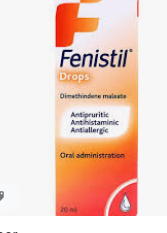 Fenistil®
Drops
Dimethindene maleate
Antipruritic
Antihistaminic
Antiallergic
Oral administration
20 ml